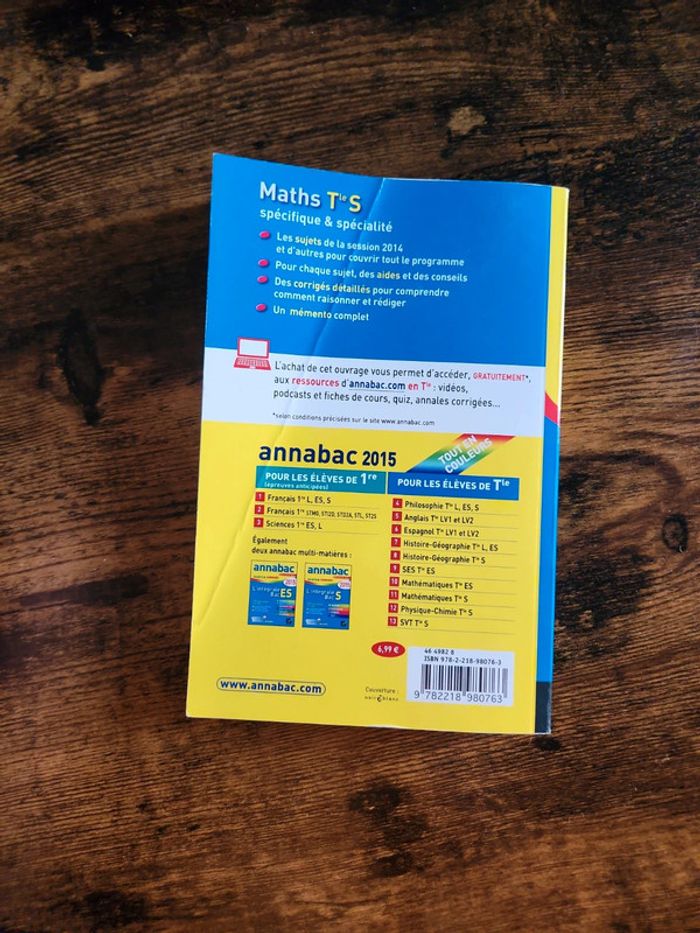 Maths Tle S
spécifique & spécialité
Les sujets de la session 2014
et d'autres pour couvrir tout le programme
Pour chaque sujet, des aides et des conseils
Des corrigés détaillés pour comprendre
comment raisonner et rédiger
Un mémento complet
L'achat de cet ouvrage vous permet d'accéder, GRATUITEMENT*,
aux ressources d'annabac.com en Tle : vidéos,
podcasts et fiches de cours, quiz, annales corrigées...
*selon conditions précisées sur le site www.annabac.com
annabac 2015
TOUT EN
COULEURS
POUR LES ÉLÈVES DE 1re
(épreuves anticipées)
1 Français 1re L, ES, S
2 Français 1re STMG, STI2D, STD2A, STL, ST2S
3 Sciences 1re ES, L
Également
deux annabac multi-matières :
annabac
2015
L'intégrale
Bac ES
annabac
2015
L'intégrale
Bac S
POUR LES ÉLÈVES DE Tle
4 Philosophie Tle L, ES, S
5 Anglais Tle LV1 et LV2
6 Espagnol Tle LV1 et LV2
7 Histoire-Géographie Tle L, ES
8 Histoire-Géographie Tle S
9 SES Tle ES
10 Mathématiques Tle ES
11 Mathématiques Tle S
12 Physique-Chimie Tle S
13 SVT Tle S
6,99 €
46 4982 8
ISBN 978-2-218-98076-3
9 782218 980763
www.annabac.com
Couverture :
noir & blanc